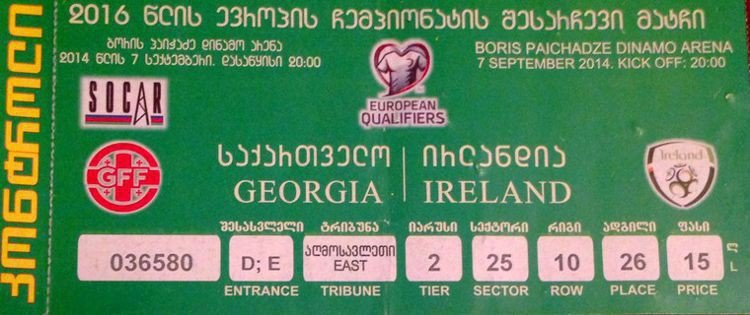 კონტროლი
2016 წლის ევროპის ჩემპიონატის შესარჩევი მატჩი
ბორის პაიჭაძე დინამო არენა
2014 წლის 7 სექტემბერი. დასაწყისი 20:00
BORIS PAICHADZE DINAMO ARENA
7 SEPTEMBER 2014. KICK OFF: 20:00
SOCAR
EUROPEAN
QUALIFIERS
GFF
საქართველო | ირლანდია
GEORGIA | IRELAND
Ireland
შესასვლელი ტრიბუნა იარუსი სექტორი რიგი ადგილი ფასი
036580 D; E აღმოსავლეთი EAST 2 25 10 26 15 ლ L
ENTRANCE TRIBUNE TIER SECTOR ROW PLACE PRICE